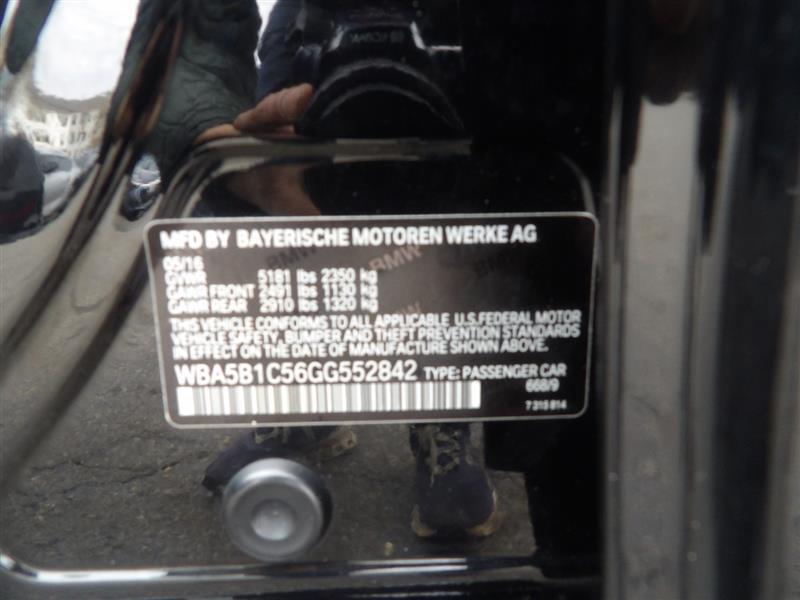 MFD BY BAYERISCHE MOTOREN WERKE AG
05/16
GVWR 5181 lbs 2350 kg
GAWR FRONT 2491 lbs 1130 kg
GAWR REAR 2910 lbs 1320 kg
THIS VEHICLE CONFORMS TO ALL APPLICABLE U.S.FEDERAL MOTOR
VEHICLE SAFETY, BUMPER AND THEFT PREVENTION STANDARDS
IN EFFECT ON THE DATE OF MANUFACTURE SHOWN ABOVE.
WBA5B1C56GG552842 TYPE: PASSENGER CAR
668/9
7 315 814